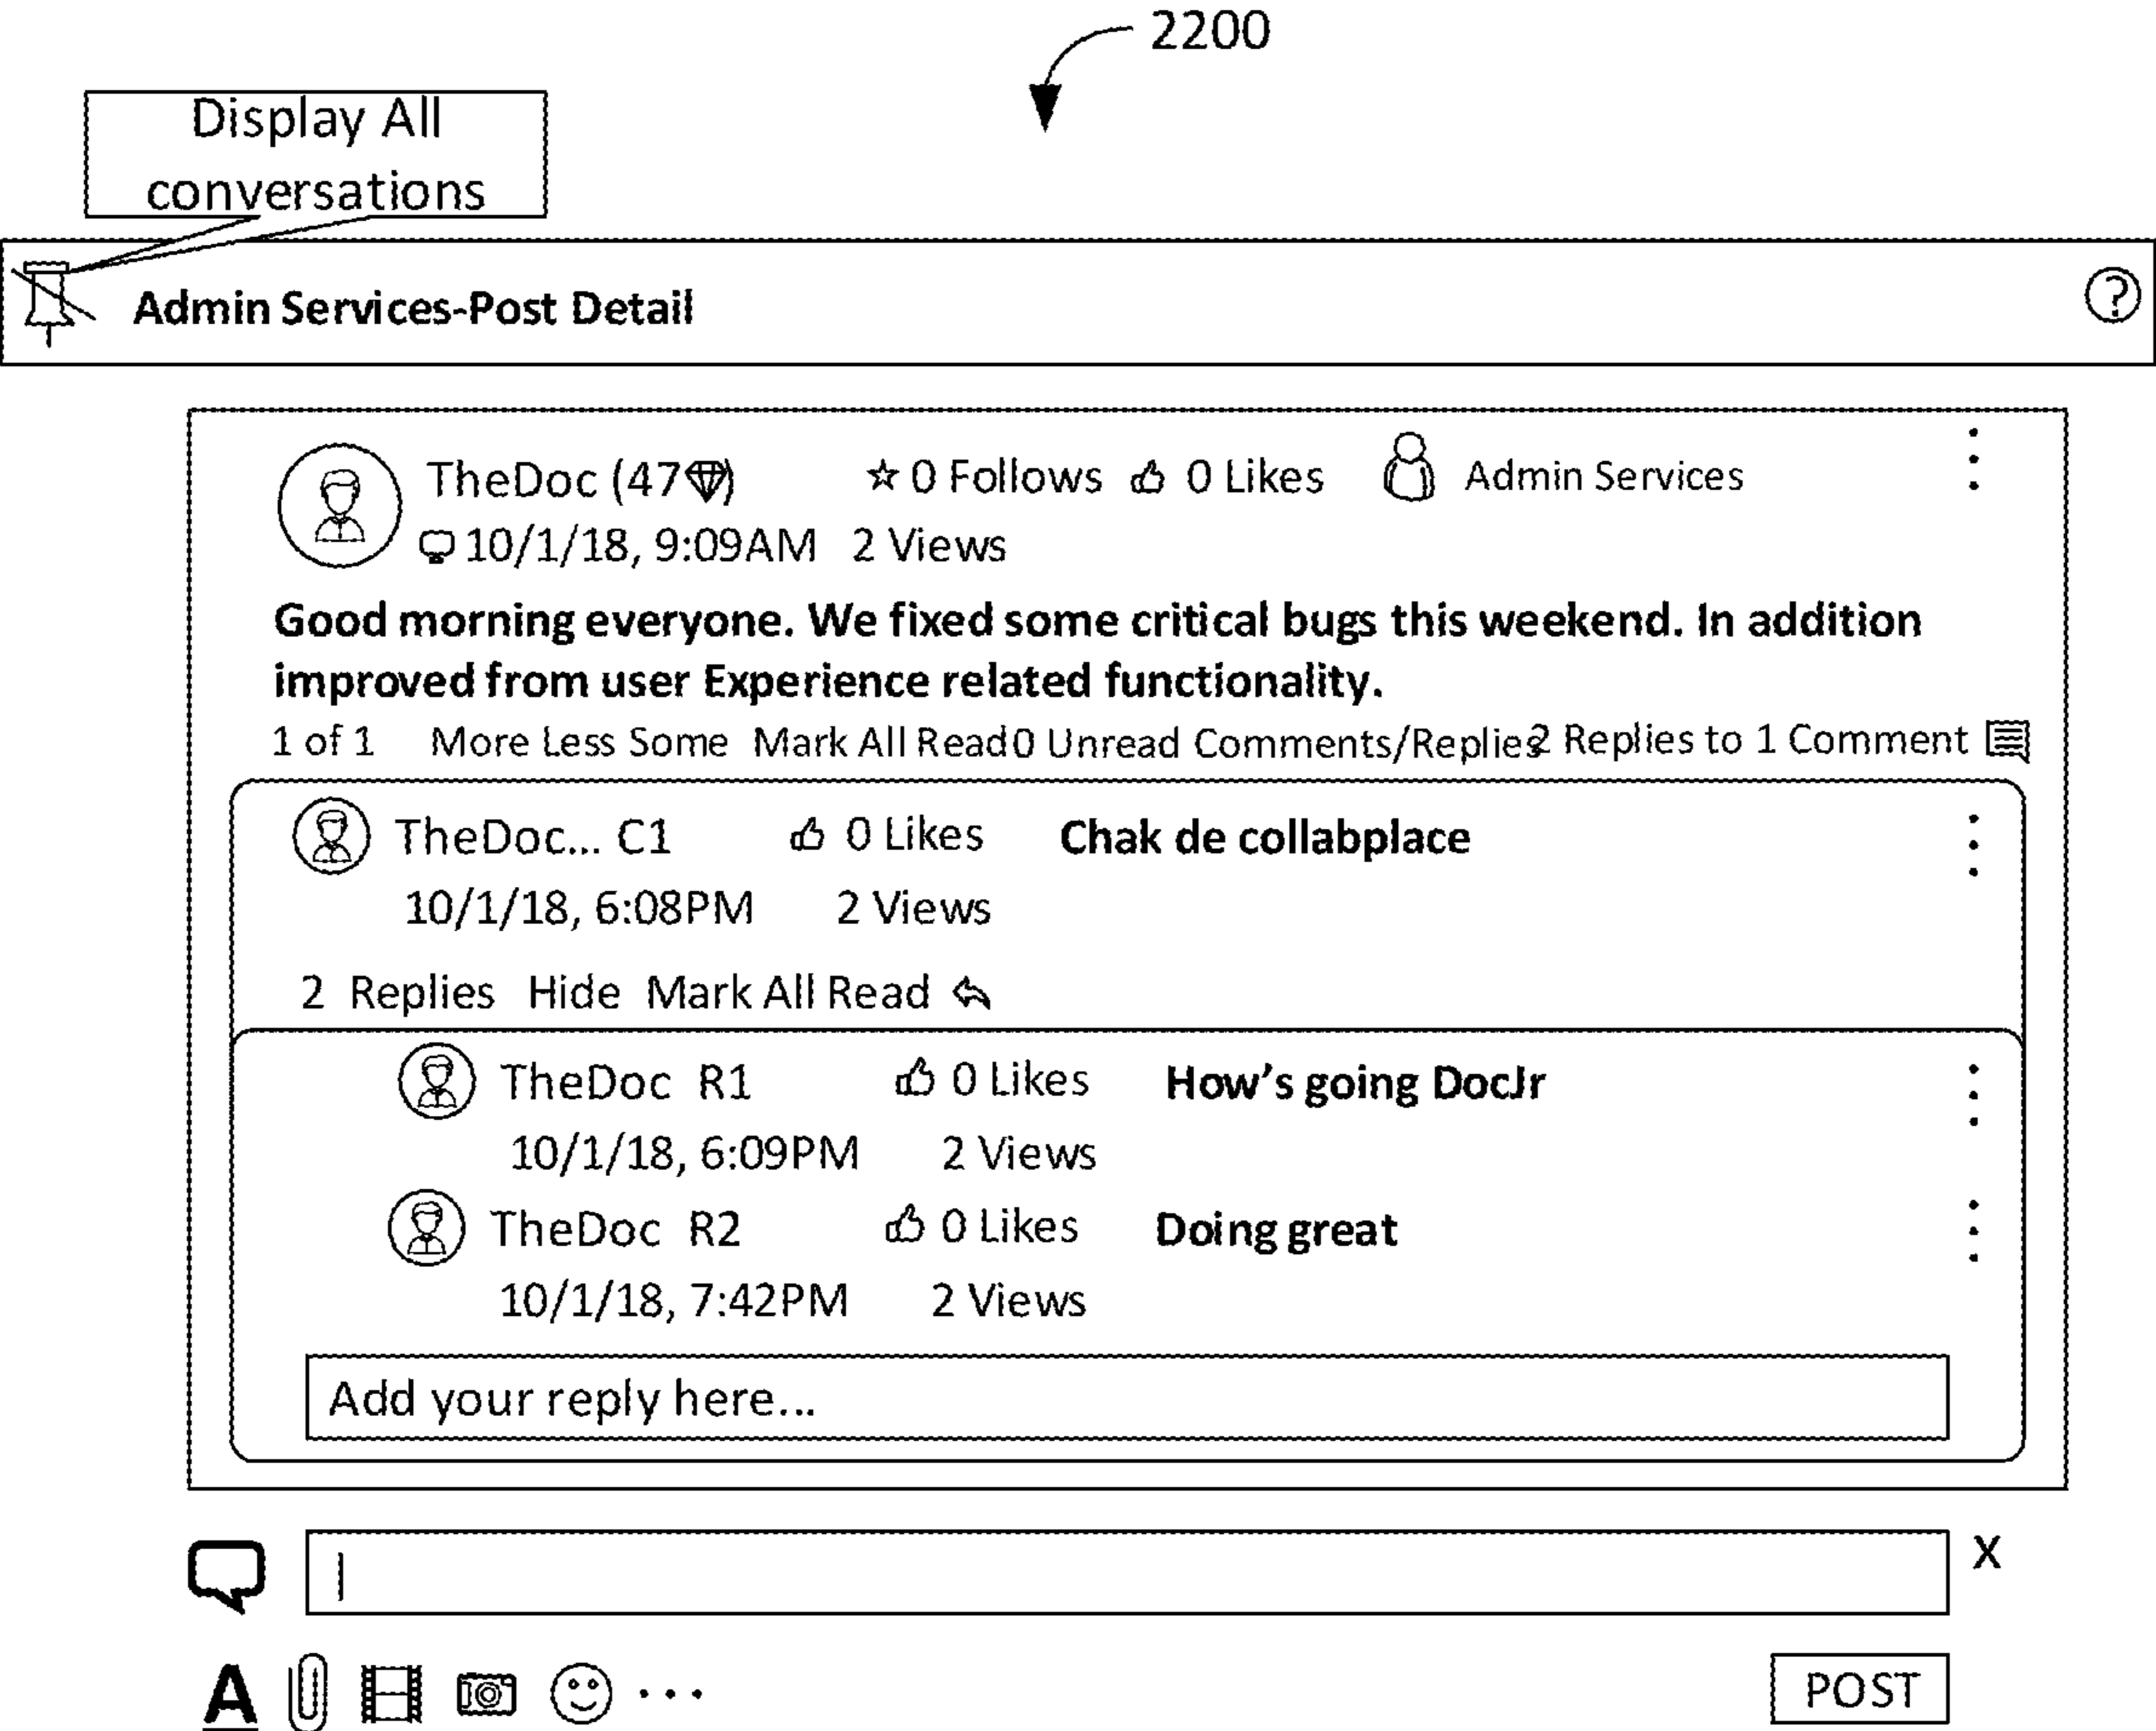 2200
Display All
conversations
Admin Services-Post Detail ?
TheDoc (47) 0 Follows 0 Likes Admin Services
10/1/18, 9:09AM 2 Views
Good morning everyone. We fixed some critical bugs this weekend. In addition
improved from user Experience related functionality.
1 of 1 More Less Some Mark All Read 0 Unread Comments/Replies 2 Replies to 1 Comment
TheDoc... C1 0 Likes Chak de collabplace
10/1/18, 6:08PM 2 Views
2 Replies Hide Mark All Read
TheDoc R1 0 Likes How's going DocJr
10/1/18, 6:09PM 2 Views
TheDoc R2 0 Likes Doing great
10/1/18, 7:42PM 2 Views
Add your reply here...
X
A ... POST